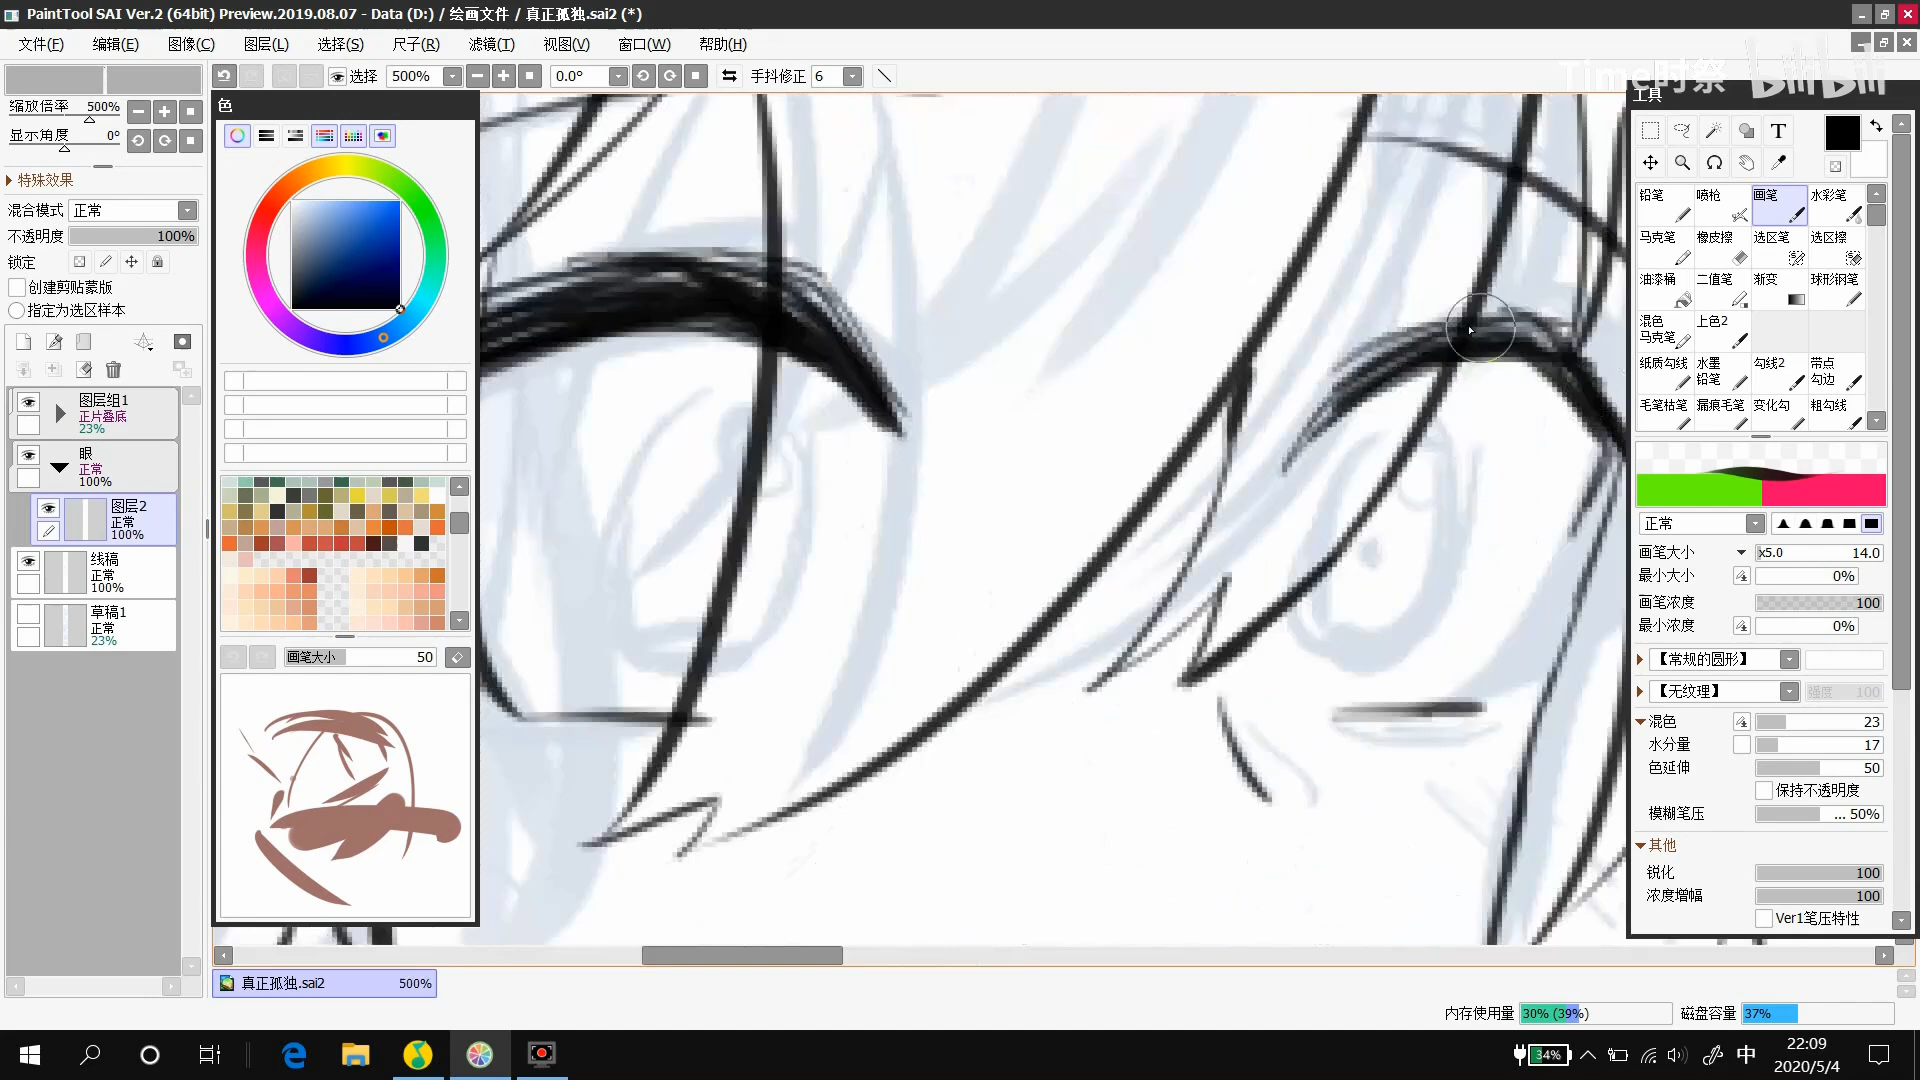 PaintTool SAI Ver.2 (64bit) Preview.2019.08.07 - Data (D:) / 绘画文件 / 真正孤独.sai2 (*)
文件(F) 编辑(E) 图像(C) 图层(L) 选择(S) 尺子(R) 滤镜(T) 视图(V) 窗口(W) 帮助(H)
选择 500% 0.0° 手抖修正 6
Time时祭 bilibili
缩放倍率 500%
显示角度 0°
特殊效果
混合模式 正常
不透明度 100%
锁定
创建剪贴蒙版
指定为选区样本
图层组1
正片叠底
23%
眼
正常
100%
图层2
正常
100%
线稿
正常
100%
草稿1
正常
23%
色
画笔大小 50
工具
T
铅笔 喷枪 画笔 水彩笔
马克笔 橡皮擦 选区笔 选区擦
油漆桶 二值笔 渐变 球形钢笔
混色
马克笔 上色2
纸质勾线 水墨
铅笔 勾线2 带点
勾边
毛笔枯笔 漏痕毛笔 变化勾 粗勾线
正常
画笔大小 x5.0 14.0
最小大小 0%
画笔浓度 100
最小浓度 0%
【常规的圆形】
【无纹理】 强度 100
混色 23
水分量 17
色延伸 50
保持不透明度
模糊笔压 ... 50%
其他
锐化 100
浓度增幅 100
Ver1笔压特性
真正孤独.sai2 500%
内存使用量 30% (39%) 磁盘容量 37%
34% 中 22:09
2020/5/4